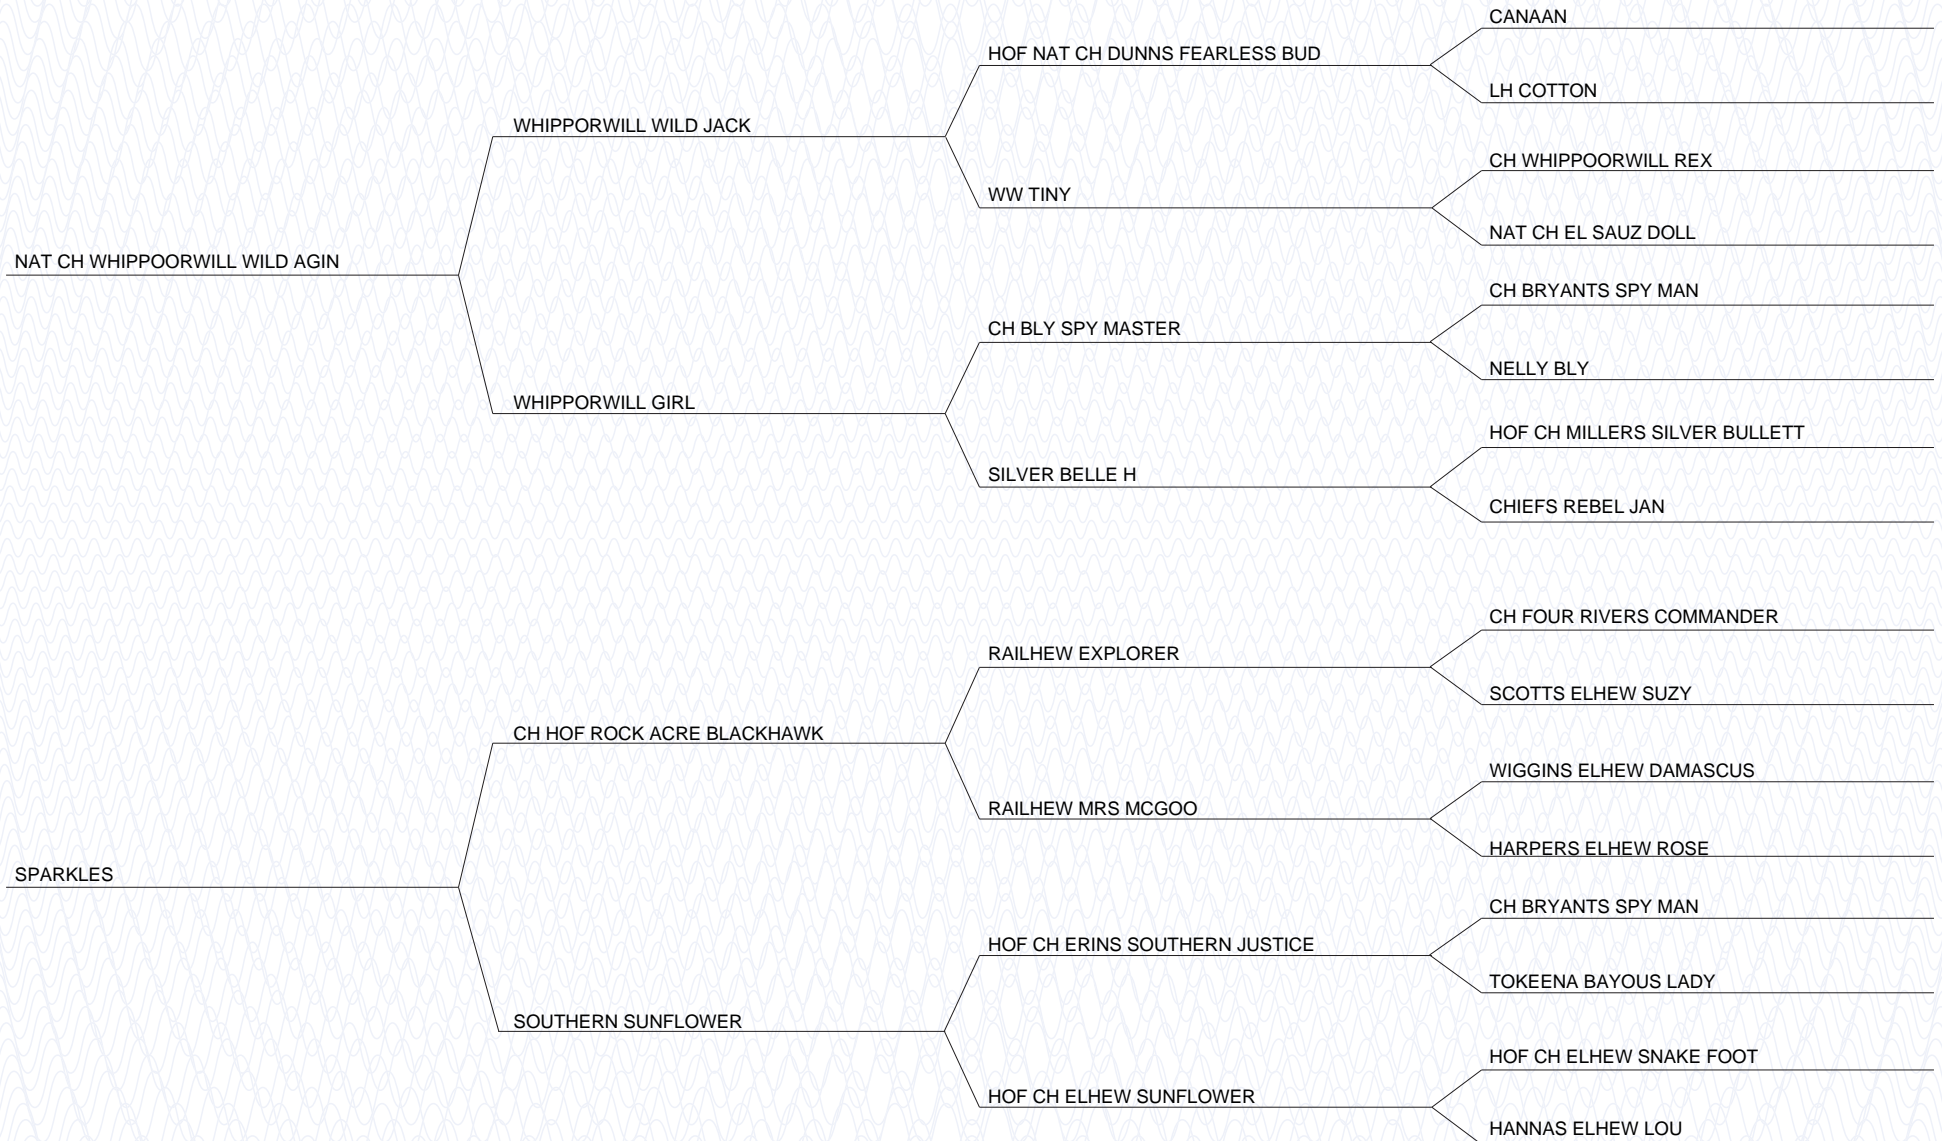 CANAAN
HOF NAT CH DUNNS FEARLESS BUD
LH COTTON
WHIPPORWILL WILD JACK
CH WHIPPOORWILL REX
WW TINY
NAT CH EL SAUZ DOLL
NAT CH WHIPPOORWILL WILD AGIN
CH BRYANTS SPY MAN
CH BLY SPY MASTER
NELLY BLY
WHIPPORWILL GIRL
HOF CH MILLERS SILVER BULLETT
SILVER BELLE H
CHIEFS REBEL JAN
CH FOUR RIVERS COMMANDER
RAILHEW EXPLORER
SCOTTS ELHEW SUZY
CH HOF ROCK ACRE BLACKHAWK
WIGGINS ELHEW DAMASCUS
RAILHEW MRS MCGOO
HARPERS ELHEW ROSE
SPARKLES
CH BRYANTS SPY MAN
HOF CH ERINS SOUTHERN JUSTICE
TOKEENA BAYOUS LADY
SOUTHERN SUNFLOWER
HOF CH ELHEW SNAKE FOOT
HOF CH ELHEW SUNFLOWER
HANNAS ELHEW LOU